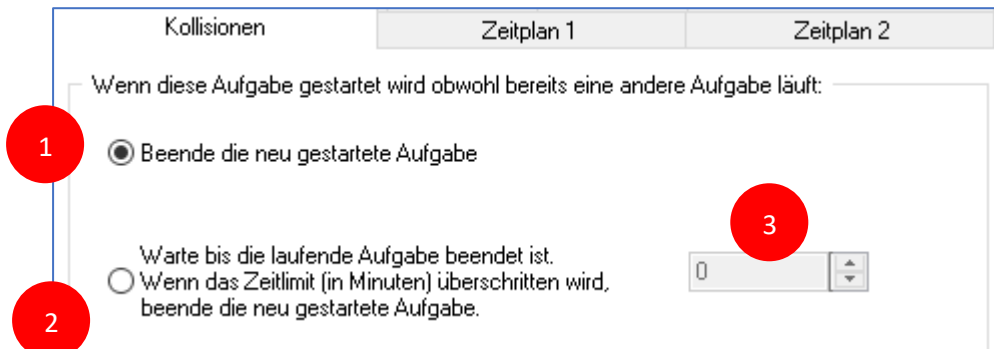 Kollisionen Zeitplan 1 Zeitplan 2
Wenn diese Aufgabe gestartet wird obwohl bereits eine andere Aufgabe läuft:
1
Beende die neu gestartete Aufgabe
3
Warte bis die laufende Aufgabe beendet ist.
0
Wenn das Zeitlimit (in Minuten) überschritten wird,
beende die neu gestartete Aufgabe.
2